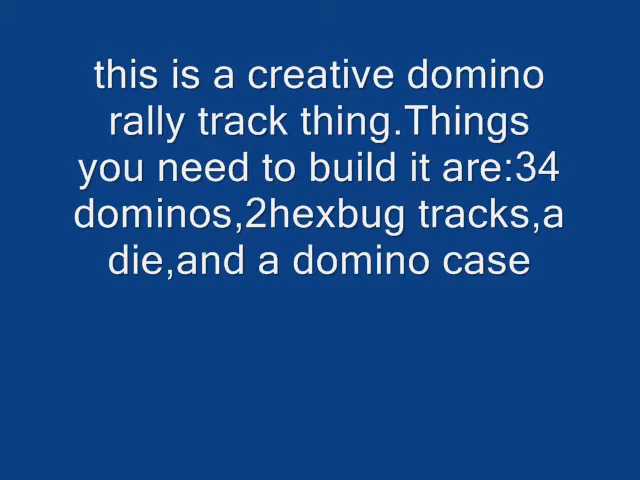 this is a creative domino
rally track thing.Things
you need to build it are:34
dominos,2hexbug tracks,a
die,and a domino case